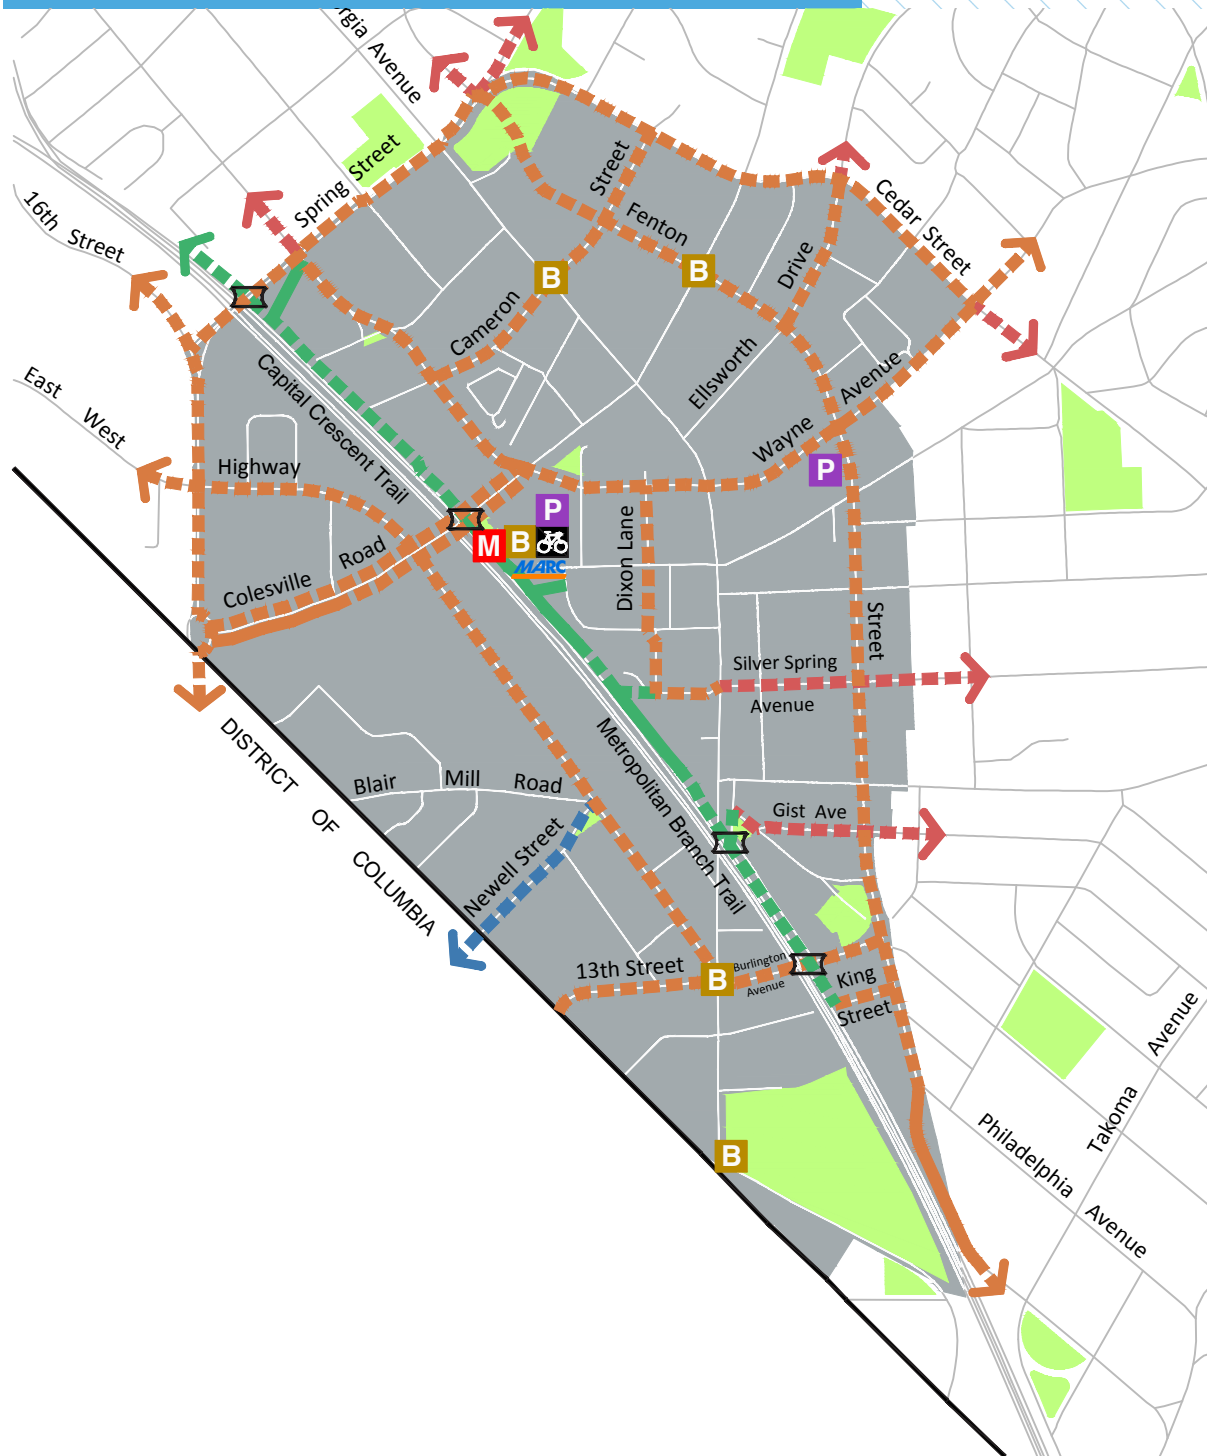 rgia Avenue
Spring Street
16th Street
Street
Fenton
Cedar Street
Drive
B
B
Cameron
Ellsworth
Avenue
Wayne
East West
Highway
Capital Crescent Trail
P
P
M
B
MARC
Dixon Lane
Road
Colesville
Street
Silver Spring
Avenue
Metropolitan Branch Trail
Blair Mill Road
Gist Ave
Newell Street
DISTRICT OF COLUMBIA
13th Street
B
Burlington
Avenue
King
Street
Takoma Avenue
Philadelphia Avenue
B